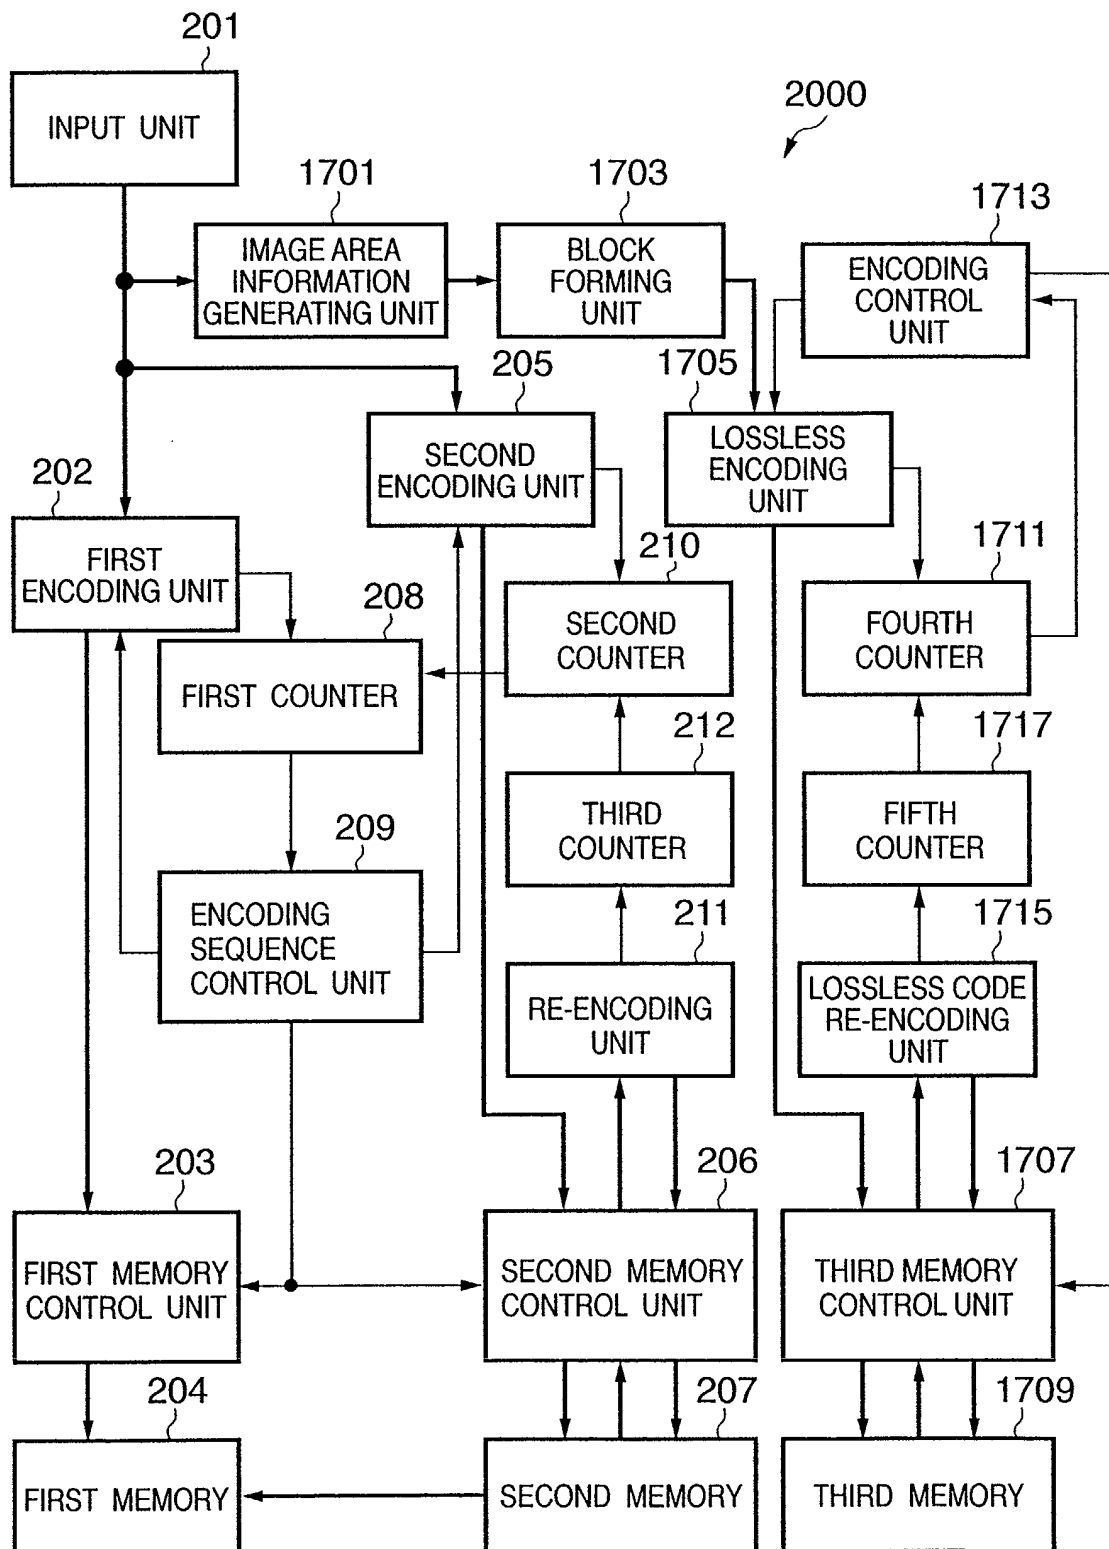 201
INPUT UNIT
2000
1701
IMAGE AREA
INFORMATION
GENERATING UNIT
1703
BLOCK
FORMING
UNIT
1713
ENCODING
CONTROL
UNIT
205
SECOND
ENCODING UNIT
1705
LOSSLESS
ENCODING
UNIT
202
FIRST
ENCODING UNIT
208
FIRST COUNTER
210
SECOND
COUNTER
1711
FOURTH
COUNTER
212
THIRD
COUNTER
1717
FIFTH
COUNTER
209
ENCODING
SEQUENCE
CONTROL UNIT
211
RE-ENCODING
UNIT
1715
LOSSLESS CODE
RE-ENCODING
UNIT
203
FIRST MEMORY
CONTROL UNIT
206
SECOND MEMORY
CONTROL UNIT
1707
THIRD MEMORY
CONTROL UNIT
204
FIRST MEMORY
207
SECOND MEMORY
1709
THIRD MEMORY